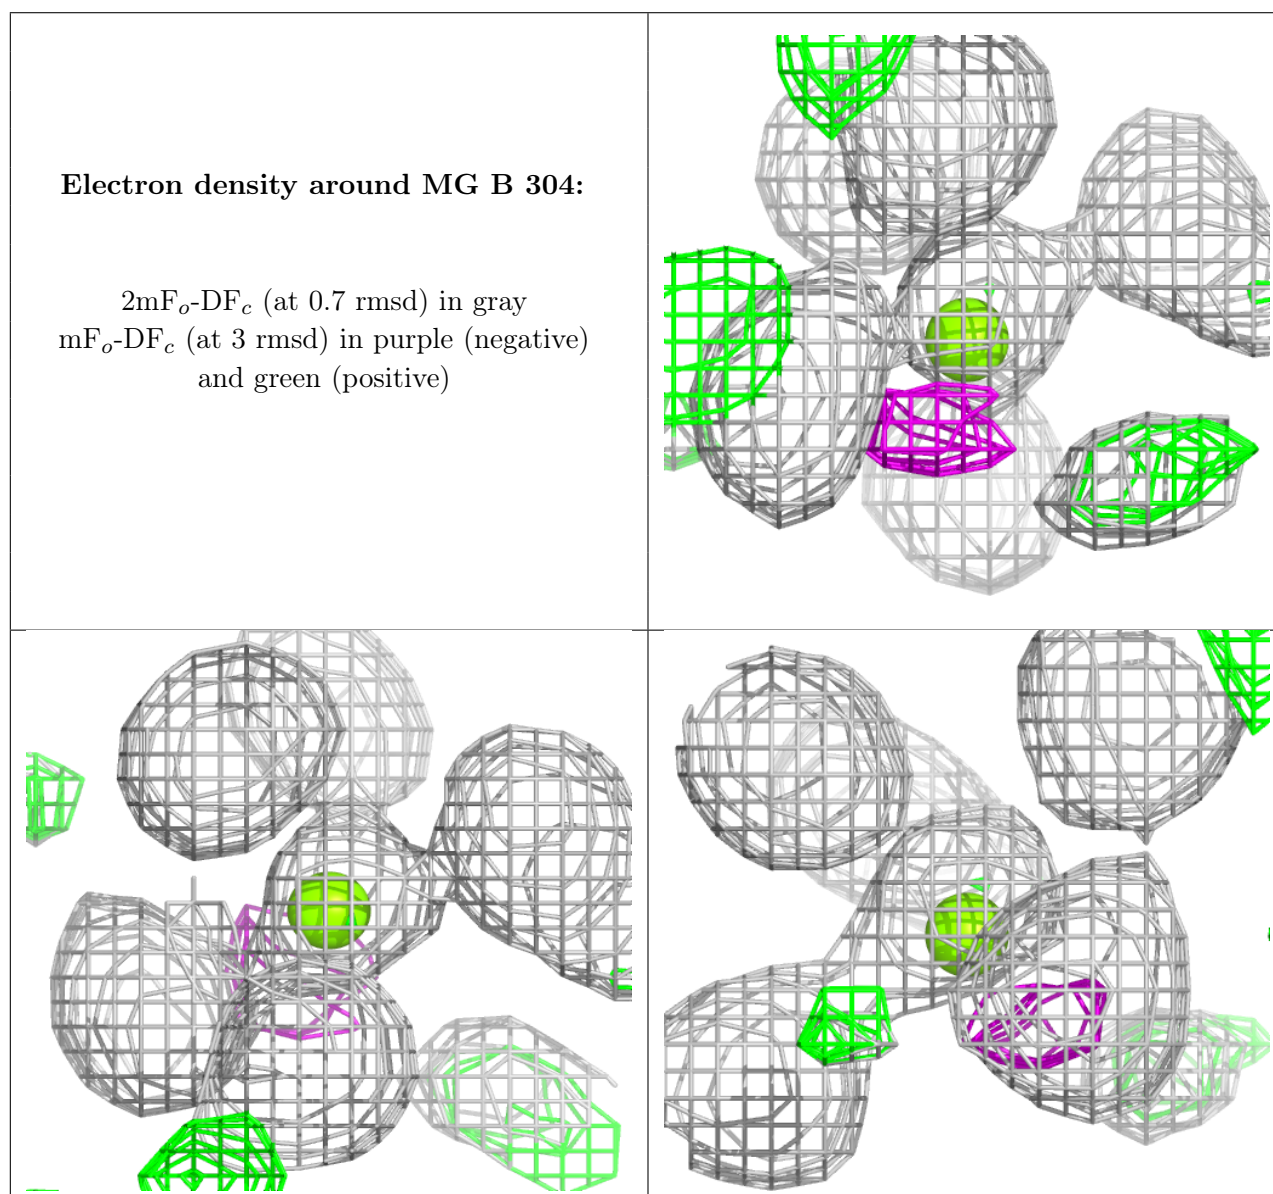 Electron density around MG B 304:
2mFo-DFc (at 0.7 rmsd) in gray
mFo-DFc (at 3 rmsd) in purple (negative)
and green (positive)